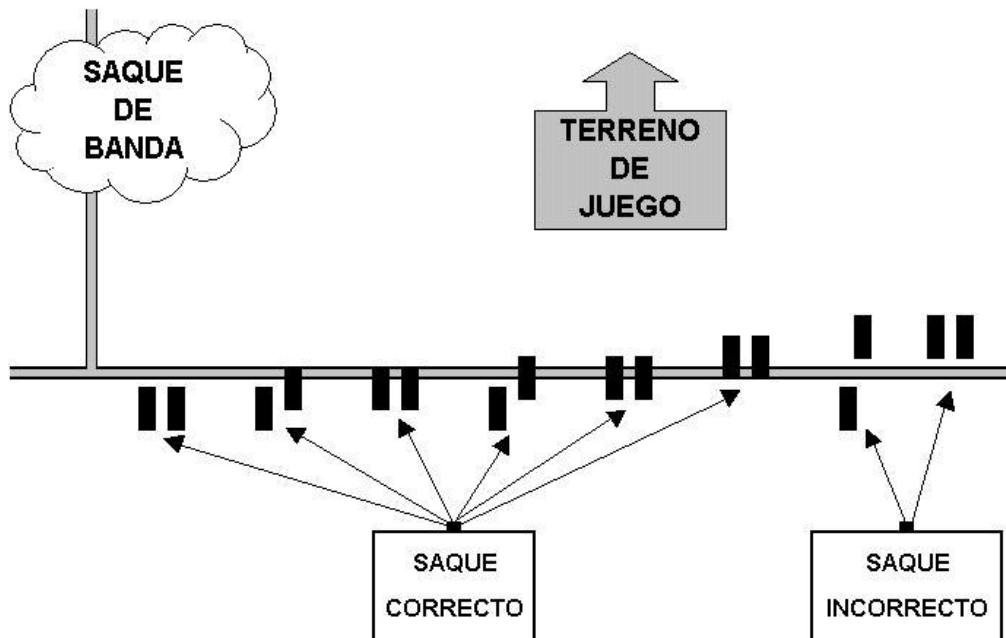 SAQUE
DE
BANDA
TERRENO
DE
JUEGO
SAQUE
CORRECTO
SAQUE
INCORRECTO